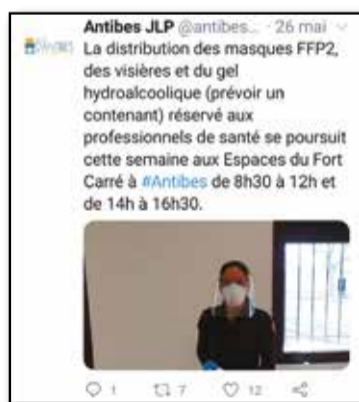 Antibes JLP @antibes... · 26 mai
La distribution des masques FFP2,
des visières et du gel
hydroalcoolique (prévoir un
contenant) réservé aux
professionnels de santé se poursuit
cette semaine aux Espaces du Fort
Carré à #Antibes de 8h30 à 12h et
de 14h à 16h30.
1 7 12